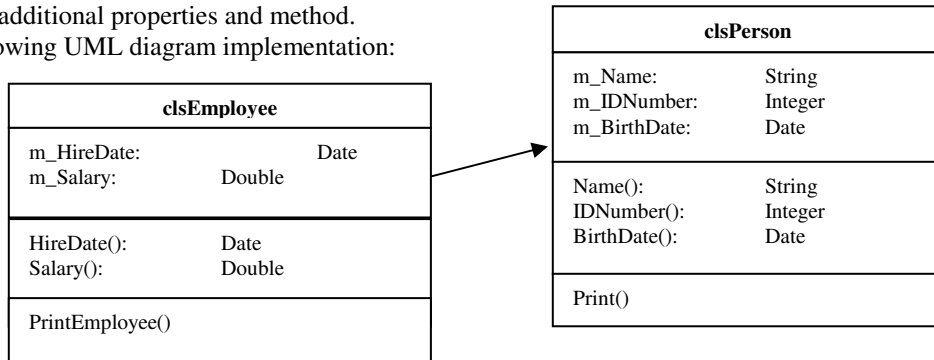 additional properties and method.
owing UML diagram implementation:
clsEmployee
m_HireDate: Date
m_Salary: Double
HireDate(): Date
Salary(): Double
PrintEmployee()
clsPerson
m_Name: String
m_IDNumber: Integer
m_BirthDate: Date
Name(): String
IDNumber(): Integer
BirthDate(): Date
Print()